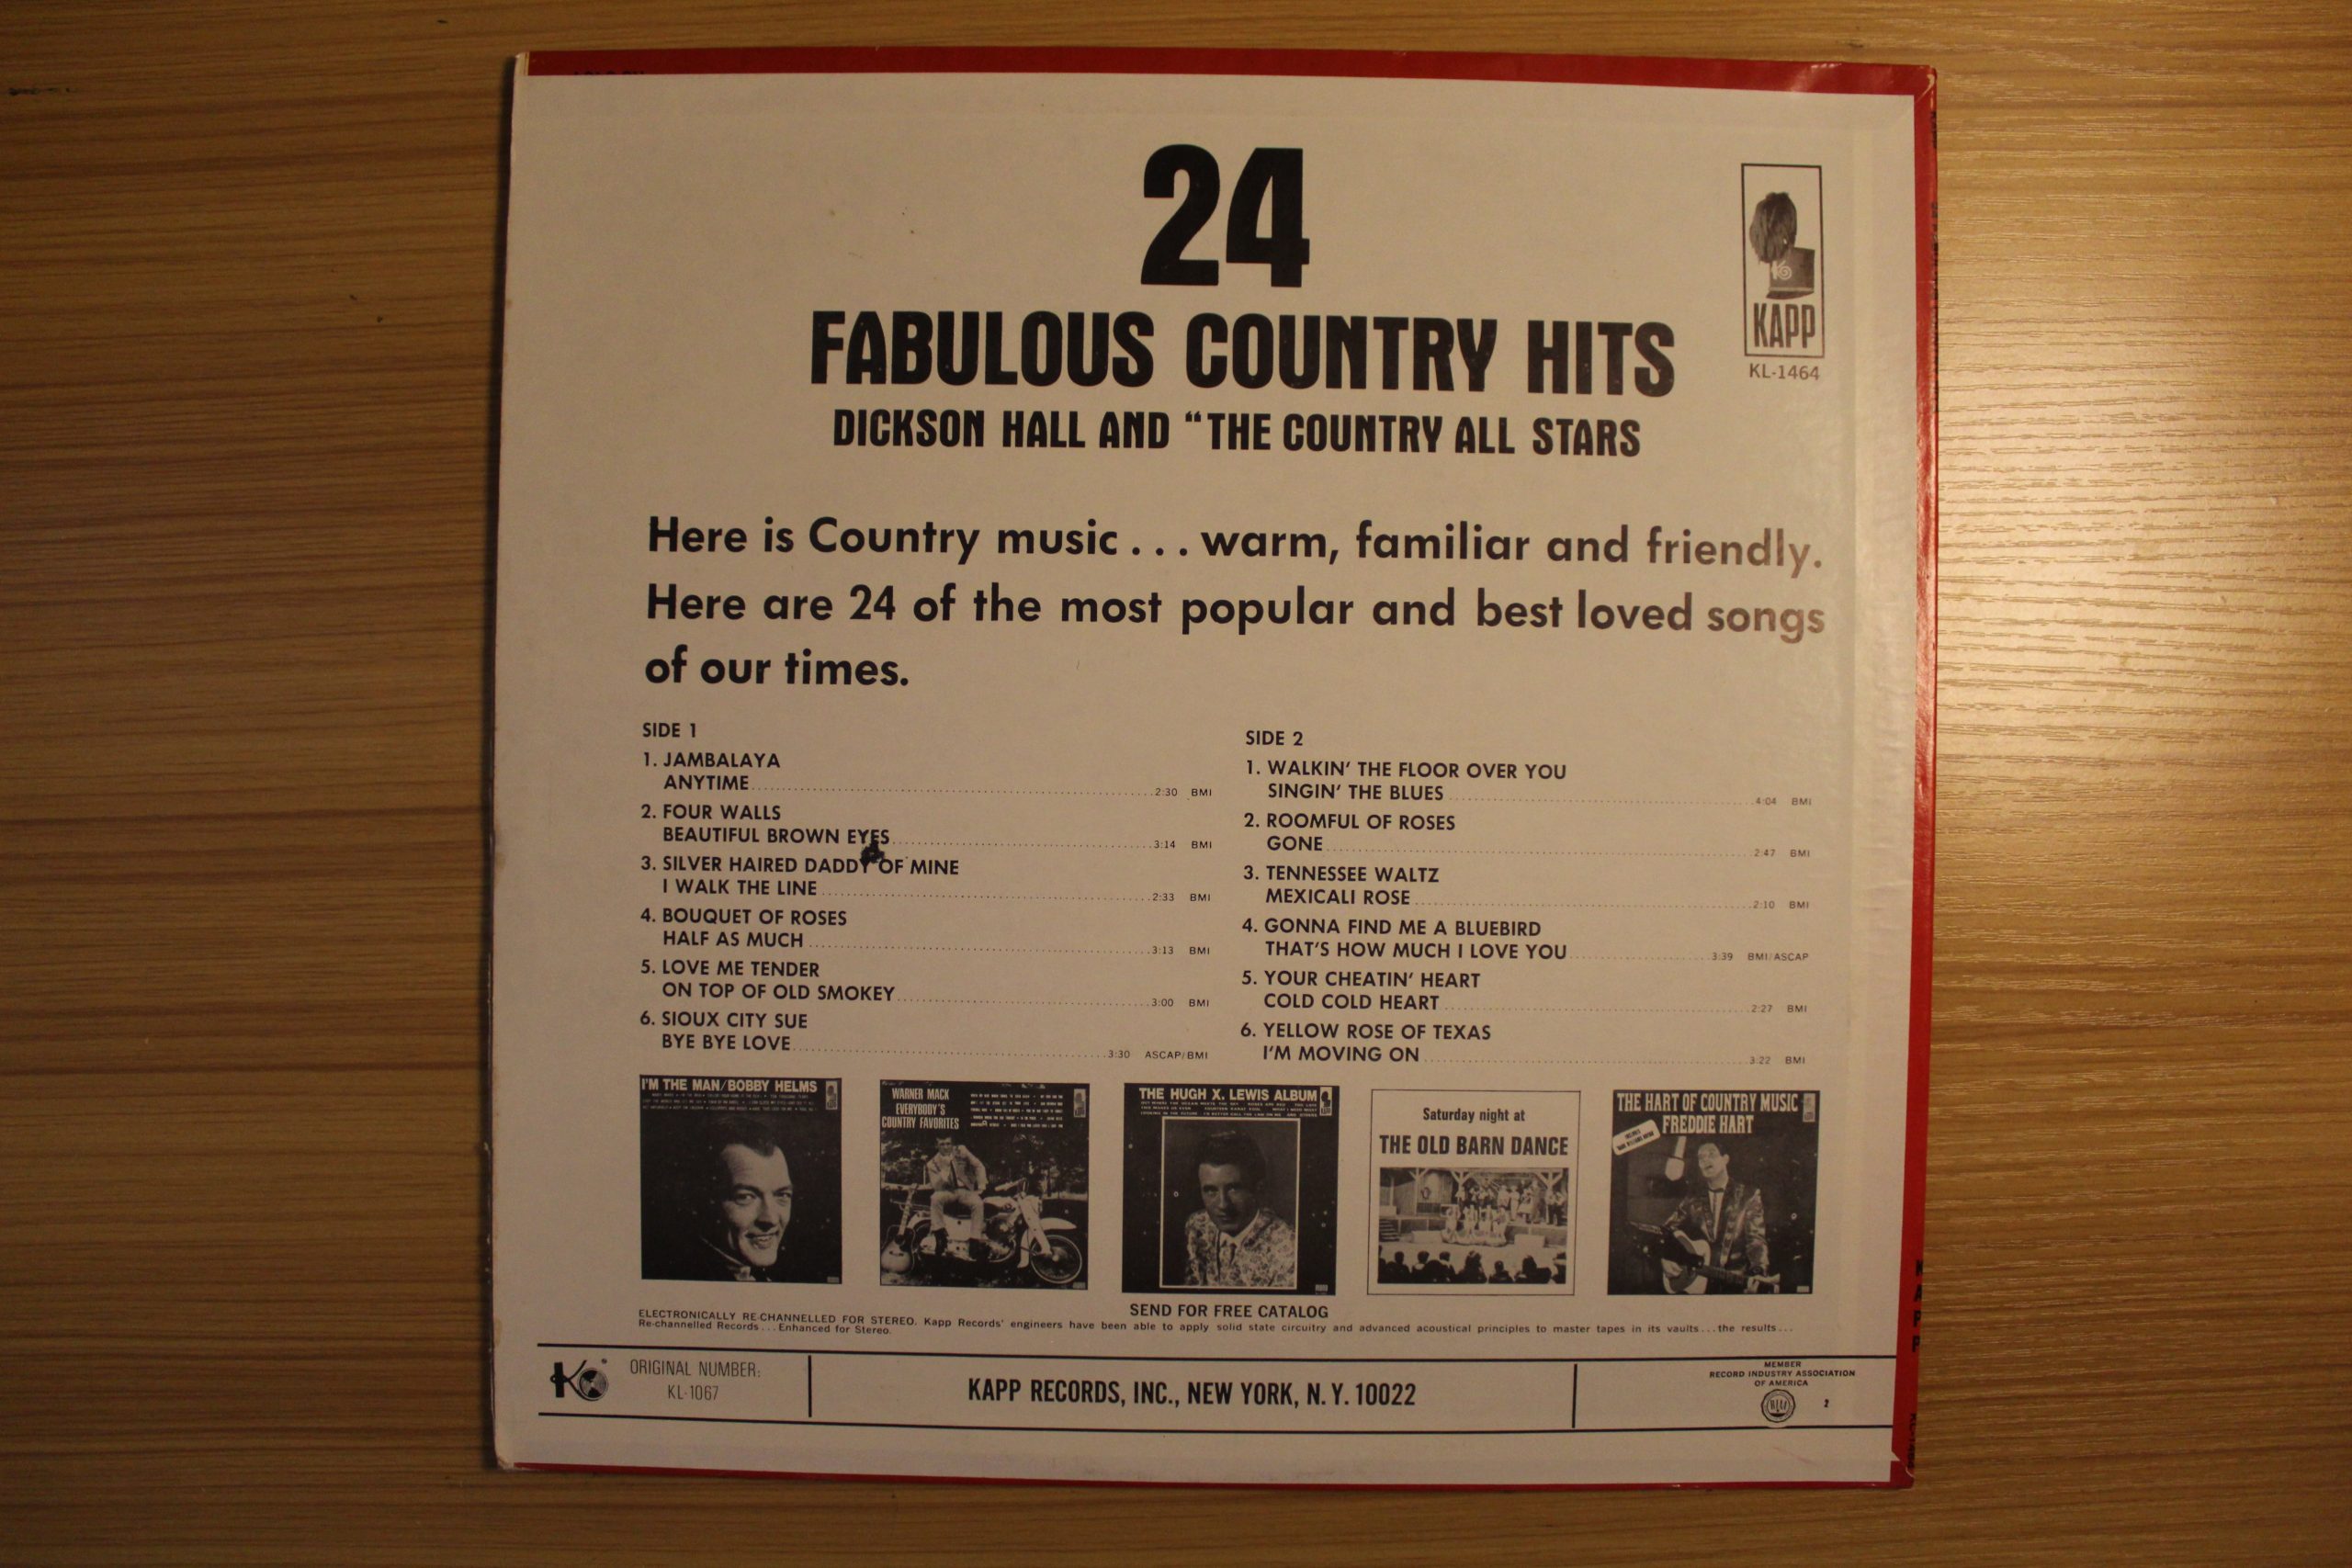 24
KAPP
KL-1464
FABULOUS COUNTRY HITS
DICKSON HALL AND “THE COUNTRY ALL STARS
Here is Country music . . . warm, familiar and friendly.
Here are 24 of the most popular and best loved songs
of our times.
SIDE 1
1. JAMBALAYA
ANYTIME 2:30 BMI
2. FOUR WALLS
BEAUTIFUL BROWN EYES 3:14 BMI
3. SILVER HAIRED DADDY OF MINE
I WALK THE LINE 2:33 BMI
4. BOUQUET OF ROSES
HALF AS MUCH 3:13 BMI
5. LOVE ME TENDER
ON TOP OF OLD SMOKEY 3:00 BMI
6. SIOUX CITY SUE
BYE BYE LOVE 3:30 ASCAP/BMI
SIDE 2
1. WALKIN’ THE FLOOR OVER YOU
SINGIN’ THE BLUES 4:04 BMI
2. ROOMFUL OF ROSES
GONE 2:47 BMI
3. TENNESSEE WALTZ
MEXICALI ROSE 2:10 BMI
4. GONNA FIND ME A BLUEBIRD
THAT’S HOW MUCH I LOVE YOU 3:39 BMI/ASCAP
5. YOUR CHEATIN’ HEART
COLD COLD HEART 2:27 BMI
6. YELLOW ROSE OF TEXAS
I’M MOVING ON 3:22 BMI
I’M THE MAN/BOBBY HELMS
WARNER MACK
EVERYBODY’S
COUNTRY FAVORITES
THE HUGH X. LEWIS ALBUM
Saturday night at
THE OLD BARN DANCE
THE HART OF COUNTRY MUSIC
FREDDIE HART
SEND FOR FREE CATALOG
ELECTRONICALLY RE-CHANNELLED FOR STEREO. Kapp Records’ engineers have been able to apply solid state circuitry and advanced acoustical principles to master tapes in its vaults...the results...
Re-channelled Records...Enhanced for Stereo.
K
ORIGINAL NUMBER:
KL-1067
KAPP RECORDS, INC., NEW YORK, N. Y. 10022
MEMBER
RECORD INDUSTRY ASSOCIATION
OF AMERICA
2
KAPP